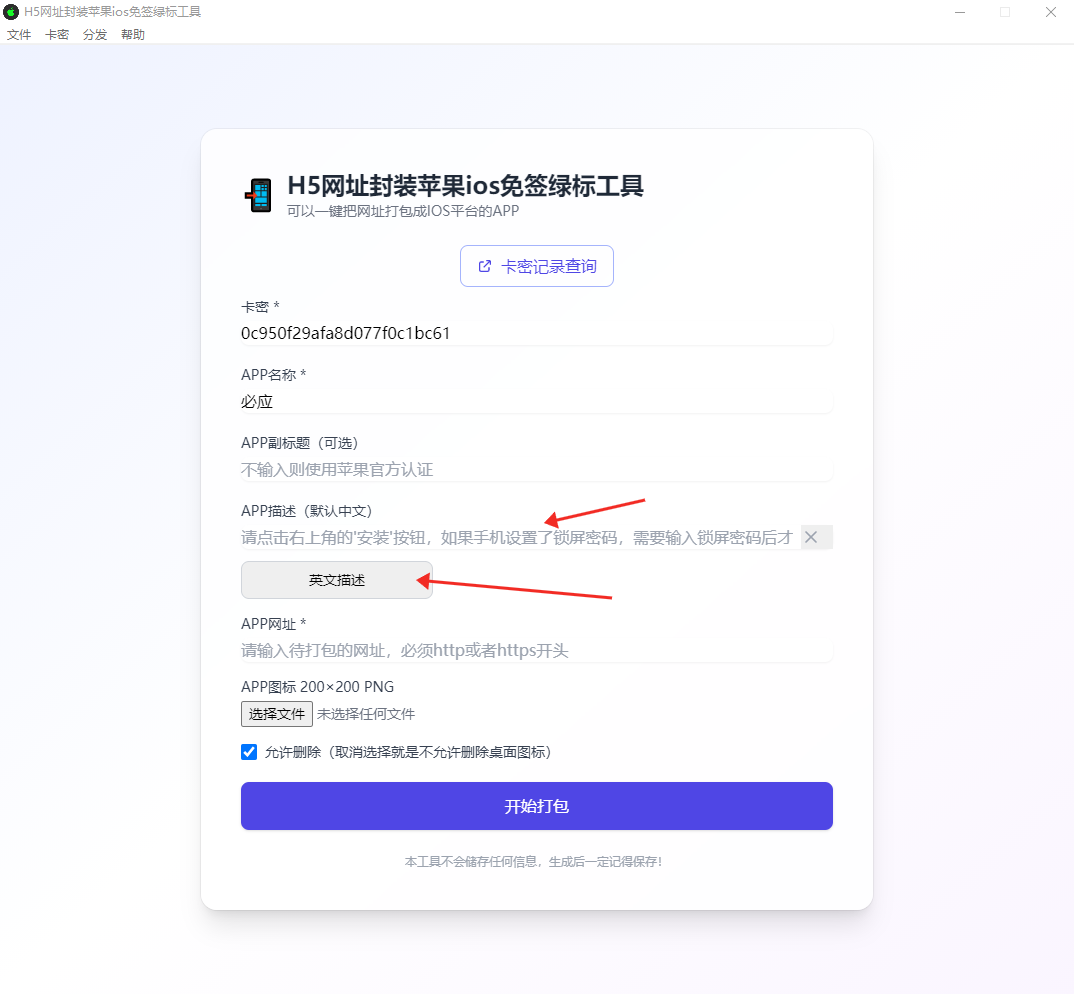 H5网址封装苹果ios免签绿标工具
文件 卡密 分发 帮助
H5网址封装苹果ios免签绿标工具
可以一键把网址打包成IOS平台的APP
卡密记录查询
卡密 *
0c950f29afa8d077f0c1bc61
APP名称 *
必应
APP副标题（可选）
不输入则使用苹果官方认证
APP描述（默认中文）
请点击右上角的'安装'按钮，如果手机设置了锁屏密码，需要输入锁屏密码后才
英文描述
APP网址 *
请输入待打包的网址，必须http或者https开头
APP图标 200×200 PNG
选择文件 未选择任何文件
允许删除（取消选择就是不允许删除桌面图标）
开始打包
本工具不会储存任何信息，生成后一定记得保存！